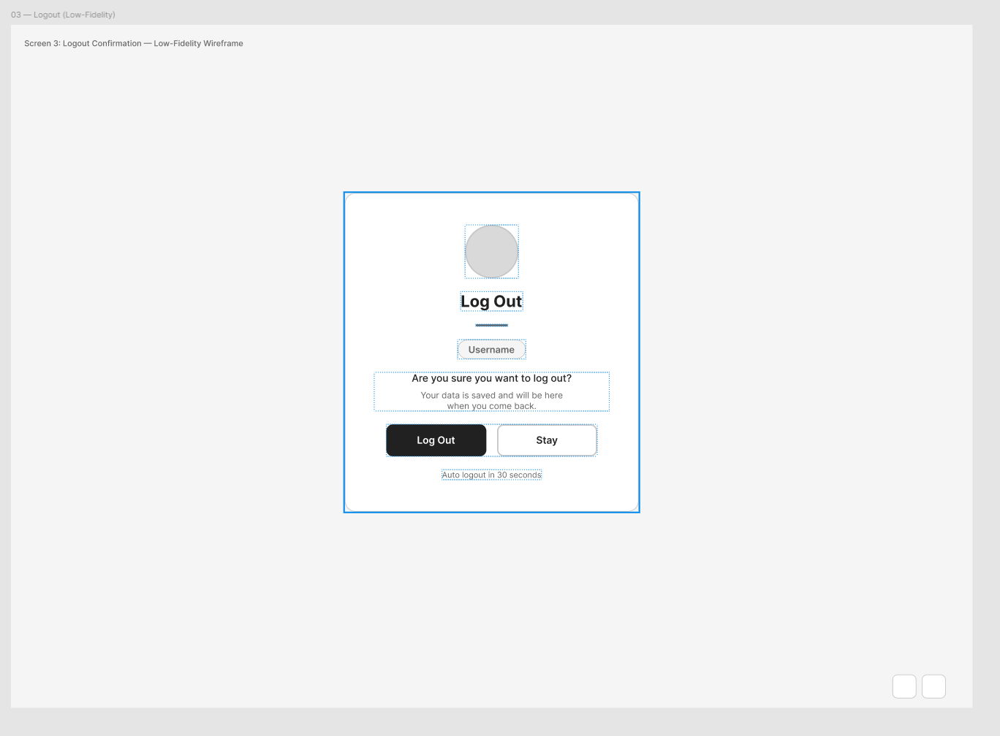 03 — Logout (Low-Fidelity)
Screen 3: Logout Confirmation — Low-Fidelity Wireframe
Log Out
Username
Are you sure you want to log out?
Your data is saved and will be here
when you come back.
Log Out
Stay
Auto logout in 30 seconds